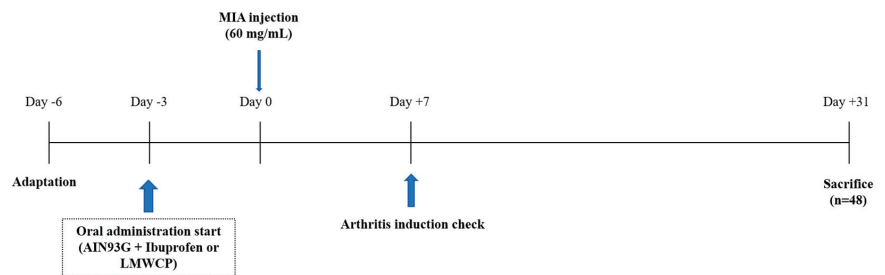 MIA injection
(60 mg/mL)
Day -6
Day -3
Day 0
Day +7
Day +31
Adaptation
Oral administration start
(AIN93G + Ibuprofen or
LMWCP)
Arthritis induction check
Sacrifice
(n=48)